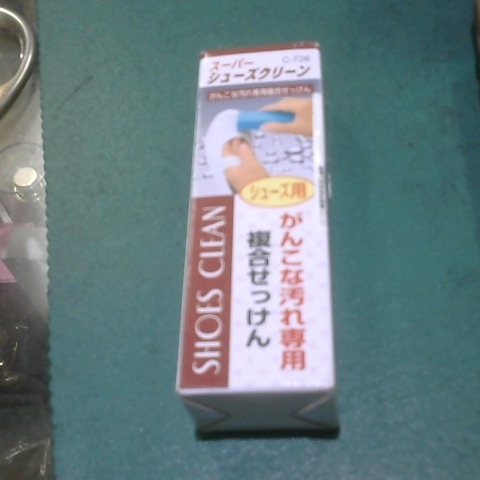 スーパー
C-726
シューズクリーン
がんこな汚れ専用複合せっけん
シューズ用
がんこな汚れ専用
複合せっけん
SHOES CLEAN